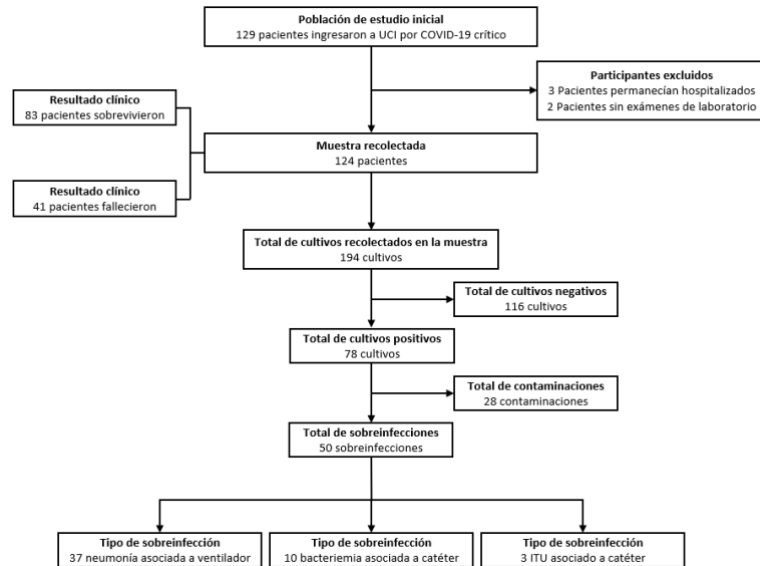 Población de estudio inicial
129 pacientes ingresaron a UCI por COVID-19 crítico
Participantes excluidos
3 Pacientes permanecían hospitalizados
2 Pacientes sin exámenes de laboratorio
Resultado clínico
83 pacientes sobrevivieron
Muestra recolectada
124 pacientes
Resultado clínico
41 pacientes fallecieron
Total de cultivos recolectados en la muestra
194 cultivos
Total de cultivos negativos
116 cultivos
Total de cultivos positivos
78 cultivos
Total de contaminaciones
28 contaminaciones
Total de sobreinfecciones
50 sobreinfecciones
Tipo de sobreinfección
37 neumonía asociada a ventilador
Tipo de sobreinfección
10 bacteriemia asociada a catéter
Tipo de sobreinfección
3 ITU asociado a catéter